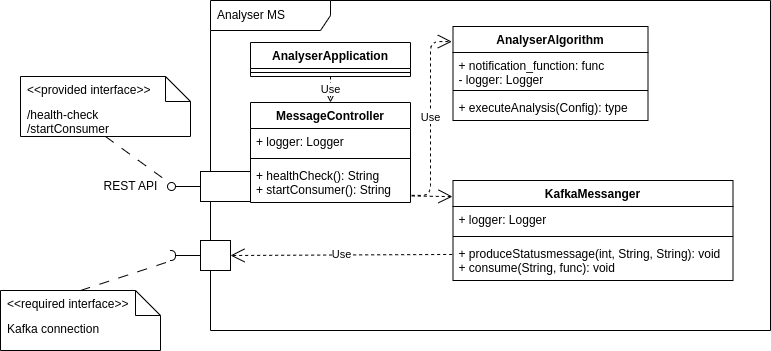 Analyser MS
AnalyserApplication
Use
AnalyserAlgorithm
+ notification_function: func
- logger: Logger
+ executeAnalysis(Config): type
<<provided interface>>
/health-check
/startConsumer
MessageController
+ logger: Logger
+ healthCheck(): String
+ startConsumer(): String
Use
REST API
KafkaMessanger
+ logger: Logger
+ produceStatusmessage(int, String, String): void
+ consume(String, func): void
Use
<<required interface>>
Kafka connection